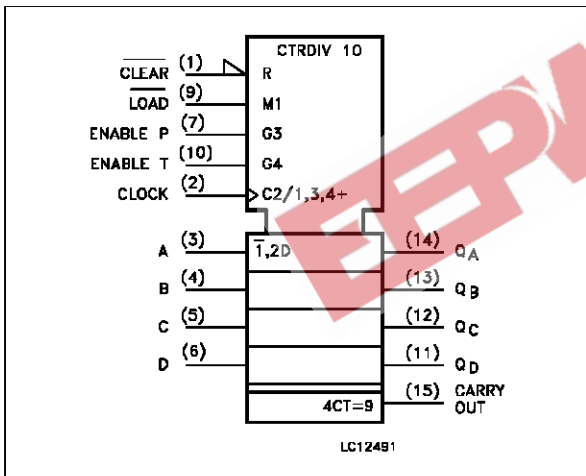 CTRDIV 10
CLEAR (1) R
LOAD (9) M1
ENABLE P (7) G3
ENABLE T (10) G4
CLOCK (2) C2/1,3,4+
A (3) 1,2D (14) QA
B (4) (13) QB
C (5) (12) QC
D (6) (11) QD
4CT=9 (15) CARRY OUT
LC12491
EEPW